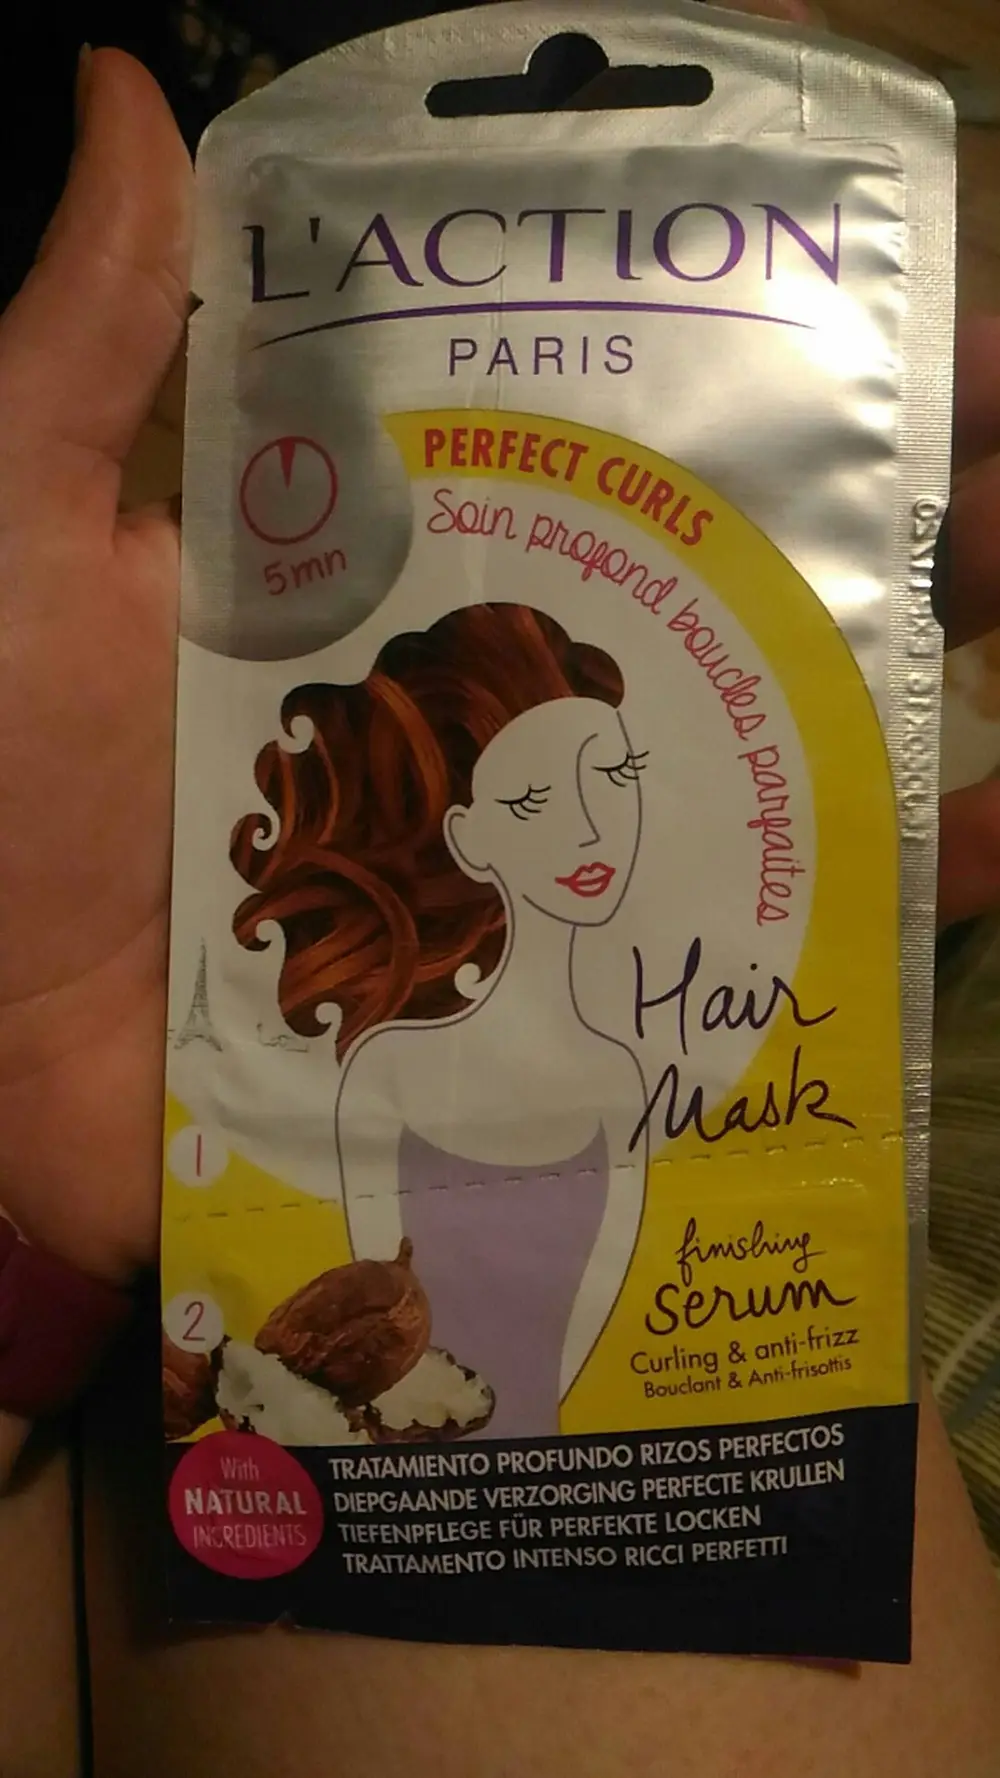 L'ACTION
PARIS
PERFECT CURLS
Soin profond boucles parfaites
5mn
Hair
Mask
1
2
finishing
serum
Curling & anti-frizz
Bouclant & Anti-frisottis
With
NATURAL
INGREDIENTS
TRATAMIENTO PROFUNDO RIZOS PERFECTOS
DIEPGAANDE VERZORGING PERFECTE KRULLEN
TIEFENPFLEGE FÜR PERFEKTE LOCKEN
TRATTAMENTO INTENSO RICCI PERFETTI